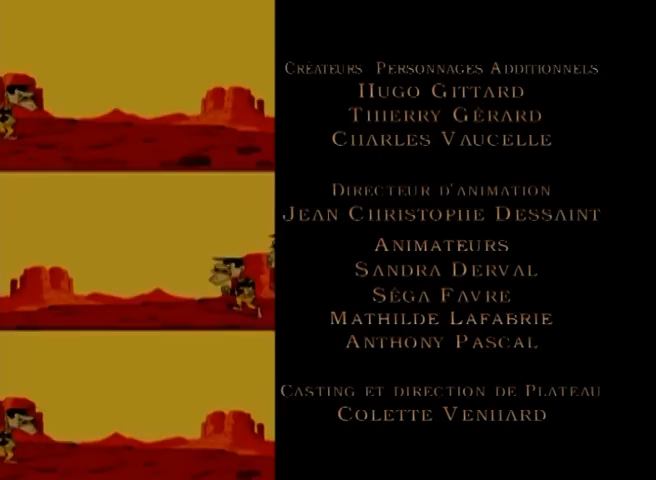 Créateurs Personnages Additionnels
Hugo Gittard
Thierry Gérard
Charles Vaucelle
Directeur d'animation
Jean Christophe Dessaint
Animateurs
Sandra Derval
Séga Favre
Mathilde Lafabrie
Anthony Pascal
Casting et direction de Plateau
Colette Venhard